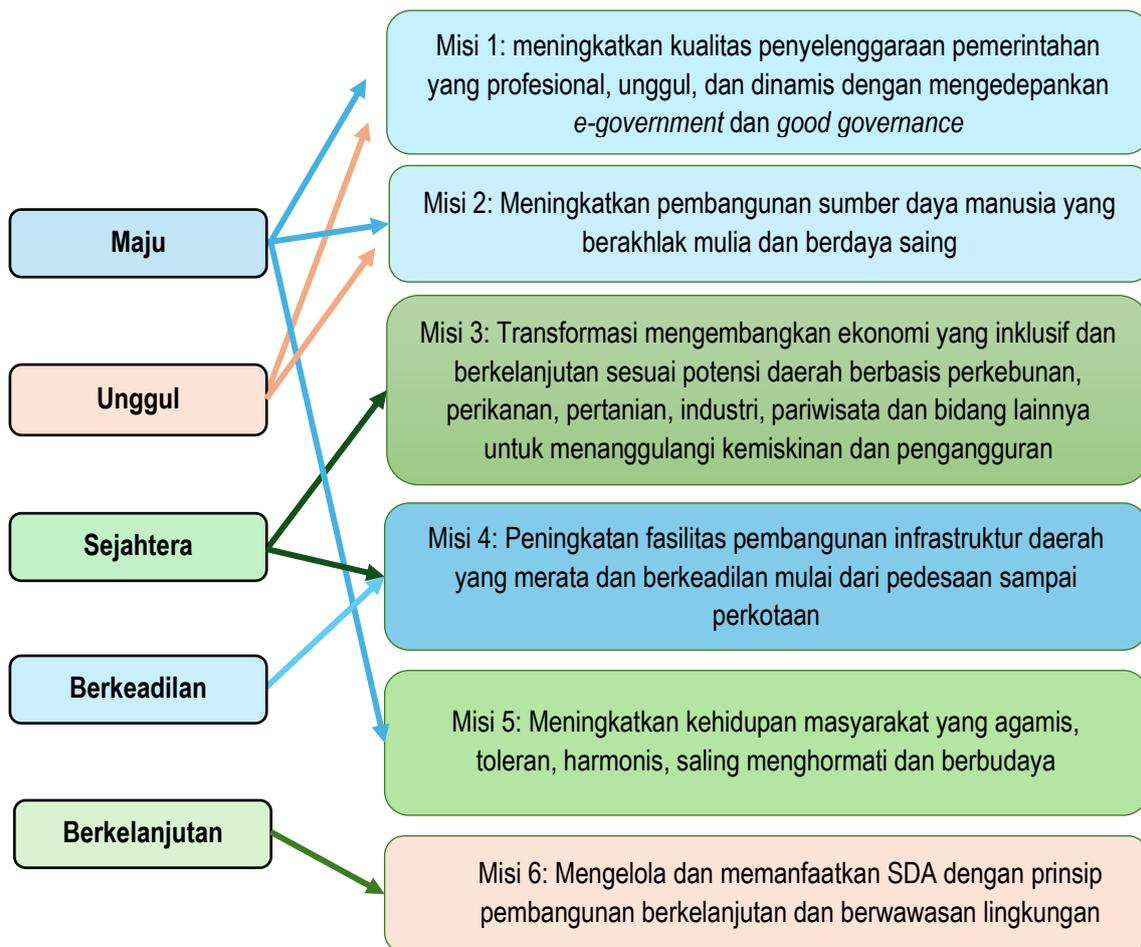 Misi 1: meningkatkan kualitas penyelenggaraan pemerintahan
yang profesional, unggul, dan dinamis dengan mengedepankan
e-government dan good governance
Maju
Misi 2: Meningkatkan pembangunan sumber daya manusia yang
berakhlak mulia dan berdaya saing
Unggul
Misi 3: Transformasi mengembangkan ekonomi yang inklusif dan
berkelanjutan sesuai potensi daerah berbasis perkebunan,
perikanan, pertanian, industri, pariwisata dan bidang lainnya
untuk menanggulangi kemiskinan dan pengangguran
Sejahtera
Misi 4: Peningkatan fasilitas pembangunan infrastruktur daerah
yang merata dan berkeadilan mulai dari pedesaan sampai
perkotaan
Berkeadilan
Misi 5: Meningkatkan kehidupan masyarakat yang agamis,
toleran, harmonis, saling menghormati dan berbudaya
Berkelanjutan
Misi 6: Mengelola dan memanfaatkan SDA dengan prinsip
pembangunan berkelanjutan dan berwawasan lingkungan